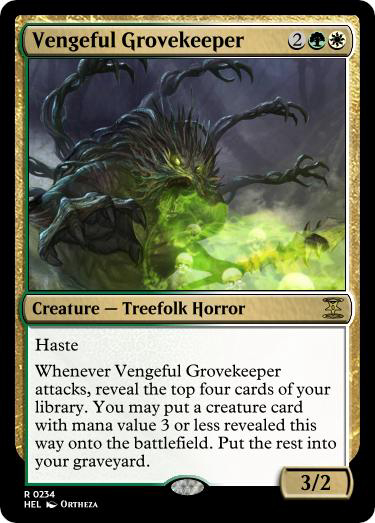 Vengeful Grovekeeper 2
Creature — Treefolk Horror
Haste
Whenever Vengeful Grovekeeper
attacks, reveal the top four cards of your
library. You may put a creature card
with mana value 3 or less revealed this
way onto the battlefield. Put the rest into
your graveyard.
3/2
R 0234
HEL Ortheza